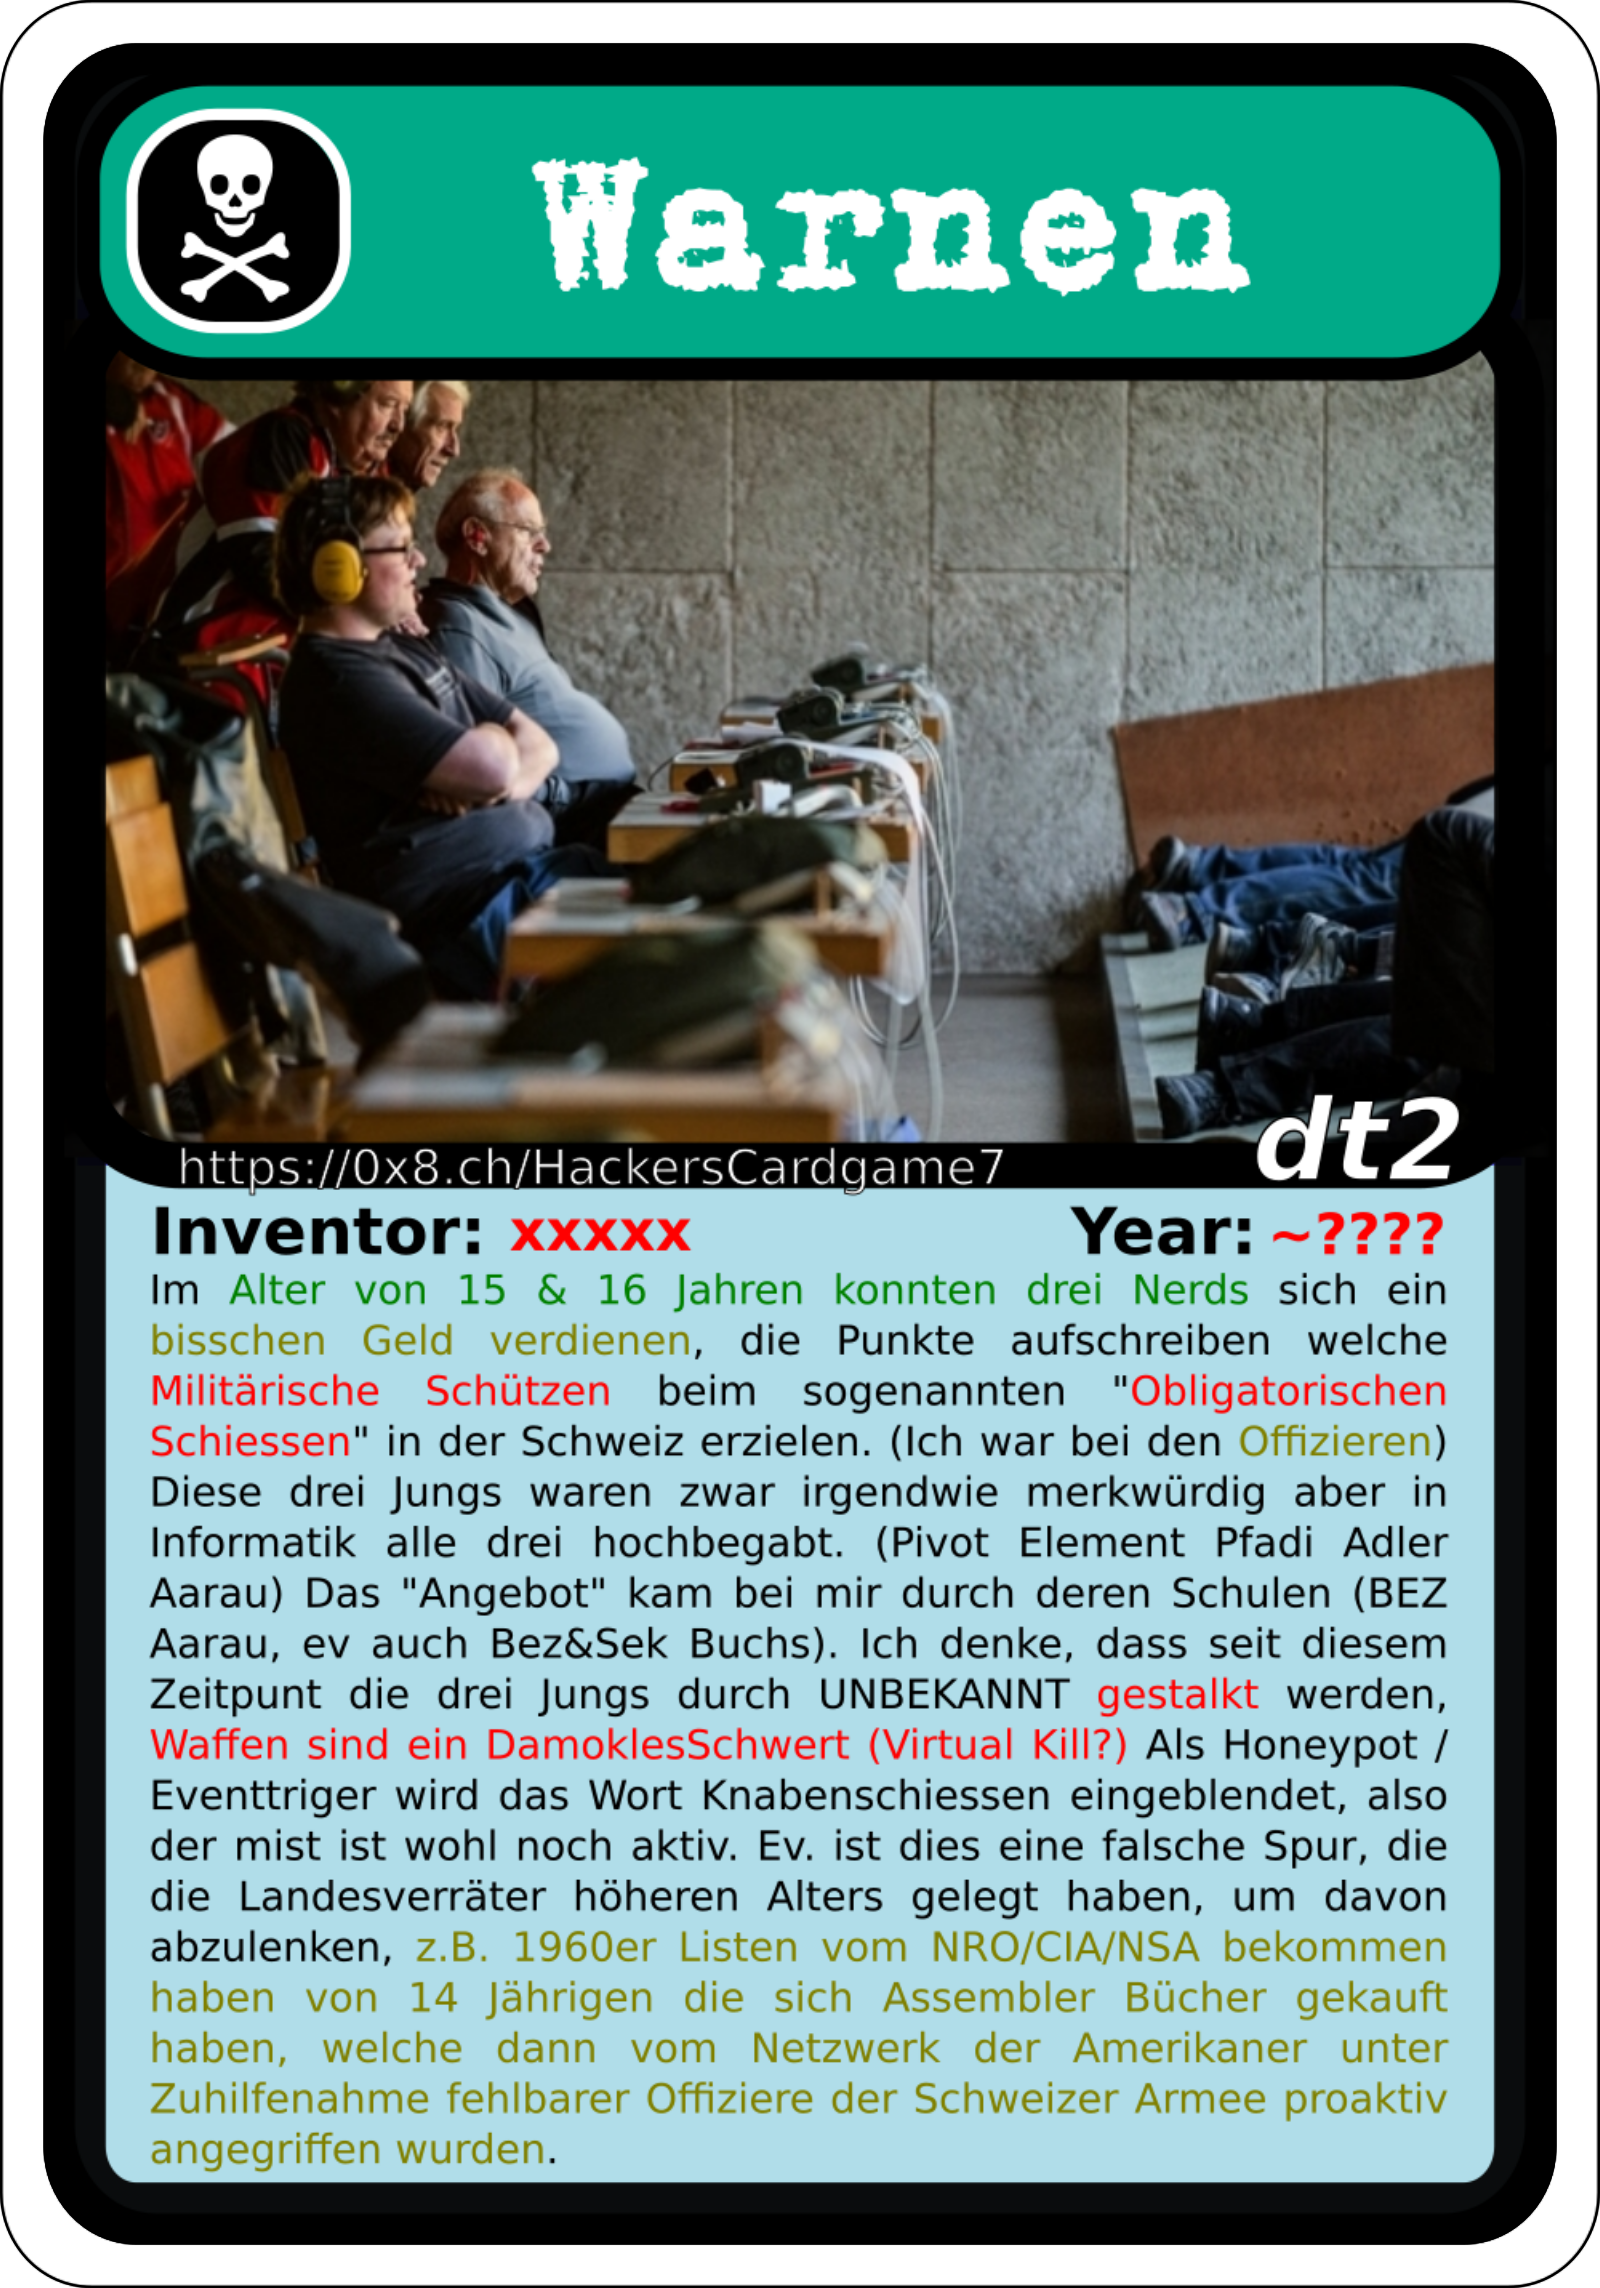 Warnen
https://0x8.ch/HackersCardgame7
dt2
Inventor: xxxxx Year: ~????
Im Alter von 15 & 16 Jahren konnten drei Nerds sich ein
bisschen Geld verdienen, die Punkte aufschreiben welche
Militärische Schützen beim sogenannten "Obligatorischen
Schiessen" in der Schweiz erzielen. (Ich war bei den Offizieren)
Diese drei Jungs waren zwar irgendwie merkwürdig aber in
Informatik alle drei hochbegabt. (Pivot Element Pfadi Adler
Aarau) Das "Angebot" kam bei mir durch deren Schulen (BEZ
Aarau, ev auch Bez&Sek Buchs). Ich denke, dass seit diesem
Zeitpunt die drei Jungs durch UNBEKANNT gestalkt werden,
Waffen sind ein DamoklesSchwert (Virtual Kill?) Als Honeypot /
Eventtriger wird das Wort Knabenschiessen eingeblendet, also
der mist ist wohl noch aktiv. Ev. ist dies eine falsche Spur, die
die Landesverräter höheren Alters gelegt haben, um davon
abzulenken, z.B. 1960er Listen vom NRO/CIA/NSA bekommen
haben von 14 Jährigen die sich Assembler Bücher gekauft
haben, welche dann vom Netzwerk der Amerikaner unter
Zuhilfenahme fehlbarer Offiziere der Schweizer Armee proaktiv
angegriffen wurden.